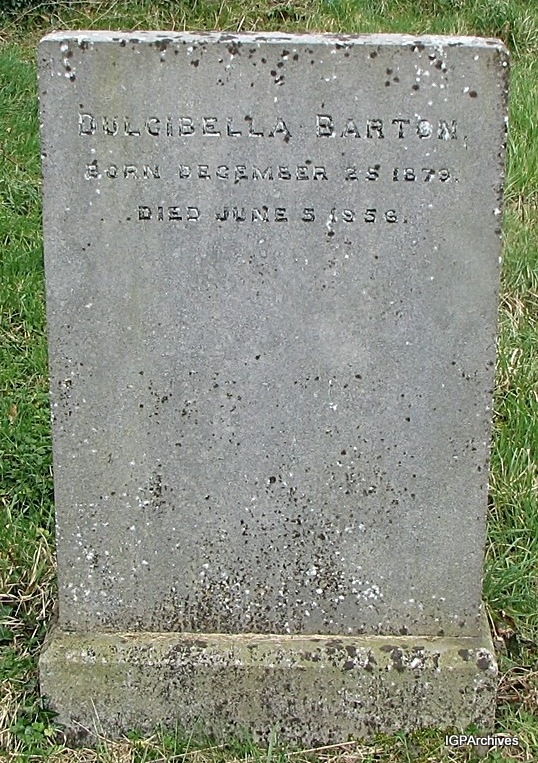 DULCIBELLA BARTON,
BORN DECEMBER 25 1879.
DIED JUNE 5 1956.
IGPArchives